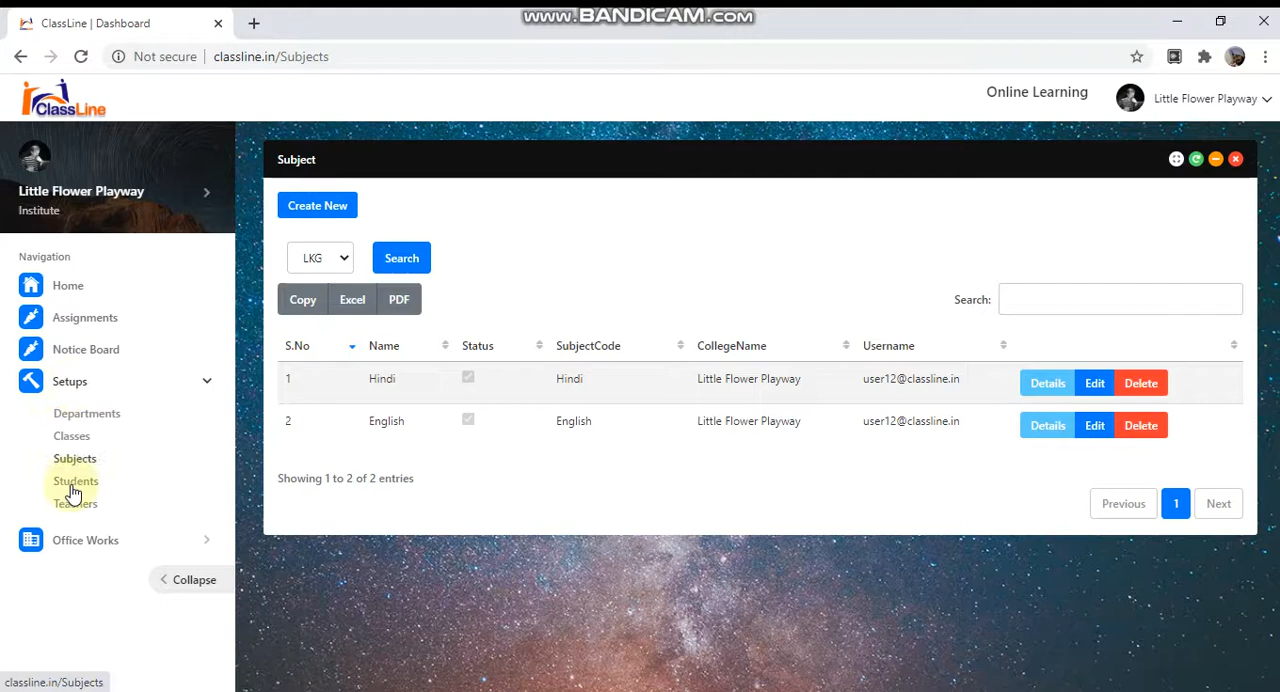 www.BANDICAM.com
ClassLine | Dashboard
Not secure
classline.in/Subjects
ClassLine
Online Learning
Little Flower Playway
Little Flower Playway
Institute
Navigation
Home
Assignments
Notice Board
Setups
Departments
Classes
Subjects
Students
Teachers
Office Works
Collapse
classline.in/Subjects
Subject
Create New
LKG Search
Copy Excel PDF
Search:
S.No Name Status SubjectCode CollegeName Username
1 Hindi Hindi Little Flower Playway user12@classline.in Details Edit Delete
2 English English Little Flower Playway user12@classline.in Details Edit Delete
Showing 1 to 2 of 2 entries
Previous 1 Next